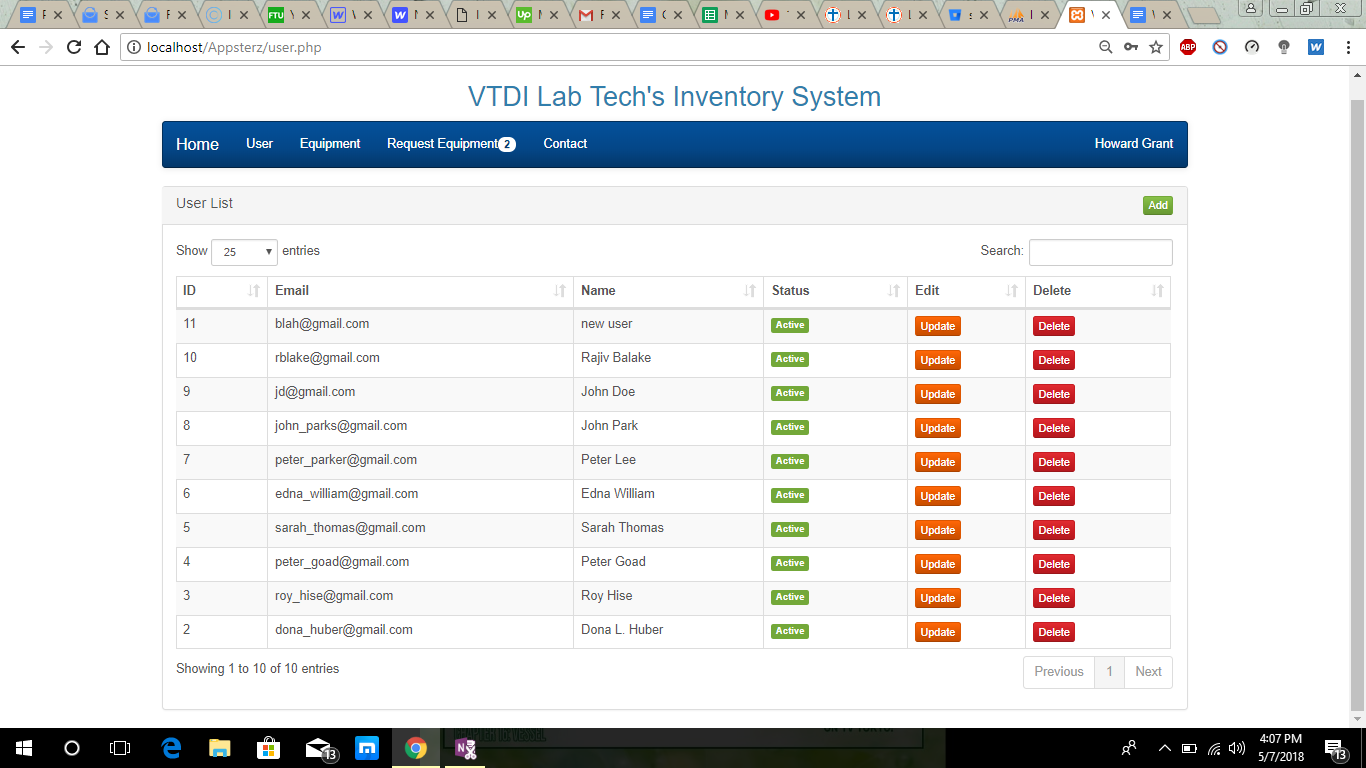 F
S
F
I
FTU V
W V
W N
I
Up M
F
C
N
L
L
s
PMA l
V
V
localhost/Appsterz/user.php
ABP
W
VTDI Lab Tech's Inventory System
Home User Equipment Request Equipment 2 Contact Howard Grant
User List Add
Show 25 entries Search:
ID Email Name Status Edit Delete
11 blah@gmail.com new user Active Update Delete
10 rblake@gmail.com Rajiv Balake Active Update Delete
9 jd@gmail.com John Doe Active Update Delete
8 john_parks@gmail.com John Park Active Update Delete
7 peter_parker@gmail.com Peter Lee Active Update Delete
6 edna_william@gmail.com Edna William Active Update Delete
5 sarah_thomas@gmail.com Sarah Thomas Active Update Delete
4 peter_goad@gmail.com Peter Goad Active Update Delete
3 roy_hise@gmail.com Roy Hise Active Update Delete
2 dona_huber@gmail.com Dona L. Huber Active Update Delete
Showing 1 to 10 of 10 entries Previous 1 Next
13
4:07 PM
5/7/2018
13